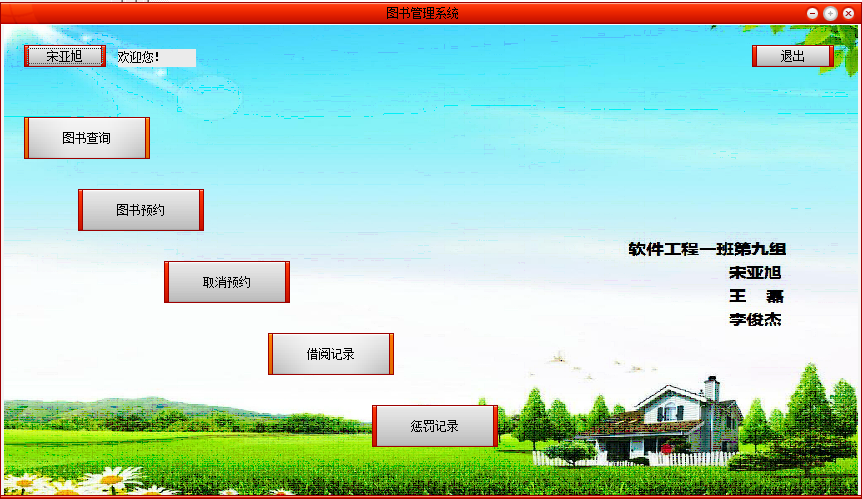 图书管理系统
宋亚旭 欢迎您! 退出
图书查询
图书预约
软件工程一班第九组
宋亚旭
取消预约
王 磊
李俊杰
借阅记录
惩罚记录